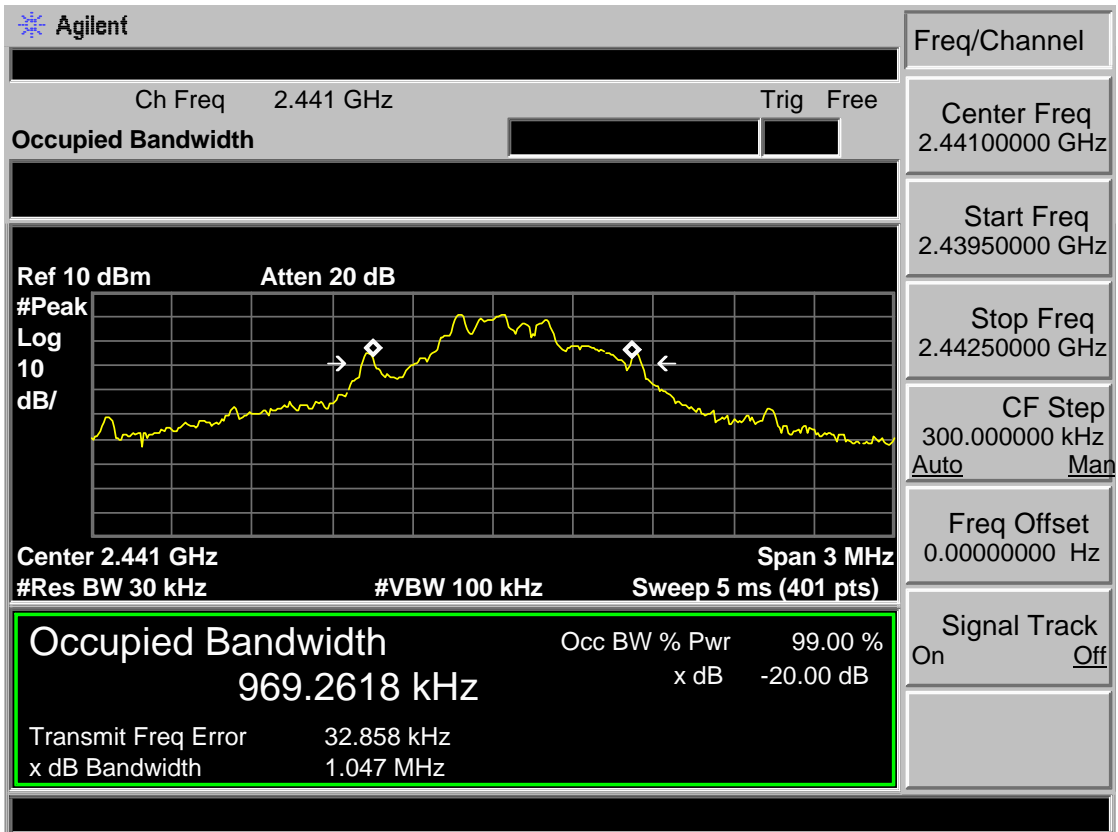 Agilent
Freq/Channel
Ch Freq 2.441 GHz Trig Free
Occupied Bandwidth
Center Freq
2.44100000 GHz
Start Freq
2.43950000 GHz
Stop Freq
2.44250000 GHz
CF Step
300.000000 kHz
Auto Man
Freq Offset
0.00000000 Hz
Signal Track
On Off
Ref 10 dBm Atten 20 dB
#Peak
Log
10
dB/
Center 2.441 GHz Span 3 MHz
#Res BW 30 kHz #VBW 100 kHz Sweep 5 ms (401 pts)
Occupied Bandwidth
969.2618 kHz
Occ BW % Pwr 99.00 %
x dB -20.00 dB
Transmit Freq Error 32.858 kHz
x dB Bandwidth 1.047 MHz